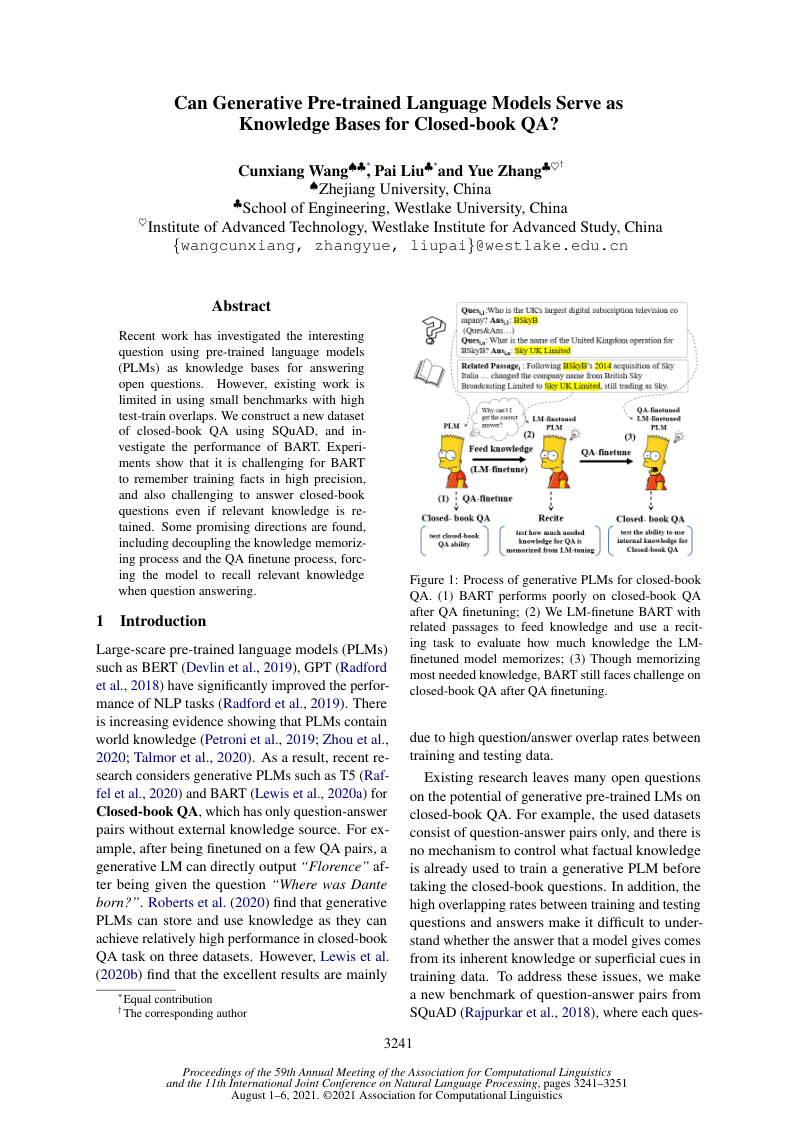 Can Generative Pre-trained Language Models Serve as
Knowledge Bases for Closed-book QA?
Cunxiang Wang♠♣*, Pai Liu♣* and Yue Zhang♣♡†
♠Zhejiang University, China
♣School of Engineering, Westlake University, China
♡Institute of Advanced Technology, Westlake Institute for Advanced Study, China
{wangcunxiang, zhangyue, liupai}@westlake.edu.cn
Abstract
Recent work has investigated the interesting
question using pre-trained language models
(PLMs) as knowledge bases for answering
open questions. However, existing work is
limited in using small benchmarks with high
test-train overlaps. We construct a new dataset
of closed-book QA using SQuAD, and in-
vestigate the performance of BART. Experi-
ments show that it is challenging for BART
to remember training facts in high precision,
and also challenging to answer closed-book
questions even if relevant knowledge is re-
tained. Some promising directions are found,
including decoupling the knowledge memoriz-
ing process and the QA finetune process, forc-
ing the model to recall relevant knowledge
when question answering.
1 Introduction
Large-scare pre-trained language models (PLMs)
such as BERT (Devlin et al., 2019), GPT (Radford
et al., 2018) have significantly improved the perfor-
mance of NLP tasks (Radford et al., 2019). There
is increasing evidence showing that PLMs contain
world knowledge (Petroni et al., 2019; Zhou et al.,
2020; Talmor et al., 2020). As a result, recent re-
search considers generative PLMs such as T5 (Raf-
fel et al., 2020) and BART (Lewis et al., 2020a) for
Closed-book QA, which has only question-answer
pairs without external knowledge source. For ex-
ample, after being finetuned on a few QA pairs, a
generative LM can directly output “Florence” af-
ter being given the question “Where was Dante
born?”. Roberts et al. (2020) find that generative
PLMs can store and use knowledge as they can
achieve relatively high performance in closed-book
QA task on three datasets. However, Lewis et al.
(2020b) find that the excellent results are mainly
*Equal contribution
†The corresponding author
Ques_i,1:Who is the UK's largest digital subscription television co
mpany? Ans_i,1: BSkyB
(Ques&Ans…)
Ques_i,n: What is the name of the United Kingdom operation for
BSkyB? Ans_i,n: Sky UK Limited
Related Passage_i : Following BSkyB's 2014 acquisition of Sky
Italia … changed the company name from British Sky
Broadcasting Limited to Sky UK Limited, still trading as Sky.
Why can't I
get the correct
answer?
PLM
(2)
LM-finetuned
PLM
(3)
QA-finetuned
LM-finetuned
PLM
Feed knowledge
(LM-finetune)
QA-finetune
(1) QA-finetune
Closed- book QA
Recite
Closed- book QA
test closed-book
QA ability
test how much needed
knowledge for QA is
memorized from LM-tuning
test the ability to use
internal knowledge for
Closed-book QA
Figure 1: Process of generative PLMs for closed-book
QA. (1) BART performs poorly on closed-book QA
after QA finetuning; (2) We LM-finetune BART with
related passages to feed knowledge and use a recit-
ing task to evaluate how much knowledge the LM-
finetuned model memorizes; (3) Though memorizing
most needed knowledge, BART still faces challenge on
closed-book QA after QA finetuning.
due to high question/answer overlap rates between
training and testing data.
Existing research leaves many open questions
on the potential of generative pre-trained LMs on
closed-book QA. For example, the used datasets
consist of question-answer pairs only, and there is
no mechanism to control what factual knowledge
is already used to train a generative PLM before
taking the closed-book questions. In addition, the
high overlapping rates between training and testing
questions and answers make it difficult to under-
stand whether the answer that a model gives comes
from its inherent knowledge or superficial cues in
training data. To address these issues, we make
a new benchmark of question-answer pairs from
SQuAD (Rajpurkar et al., 2018), where each ques-
3241
Proceedings of the 59th Annual Meeting of the Association for Computational Linguistics
and the 11th International Joint Conference on Natural Language Processing, pages 3241–3251
August 1–6, 2021. ©2021 Association for Computational Linguistics